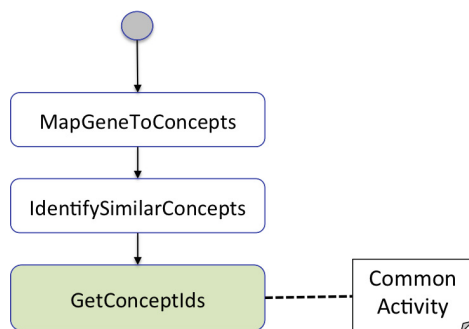 MapGeneToConcepts
IdentifySimilarConcepts
GetConceptIds
Common
Activity